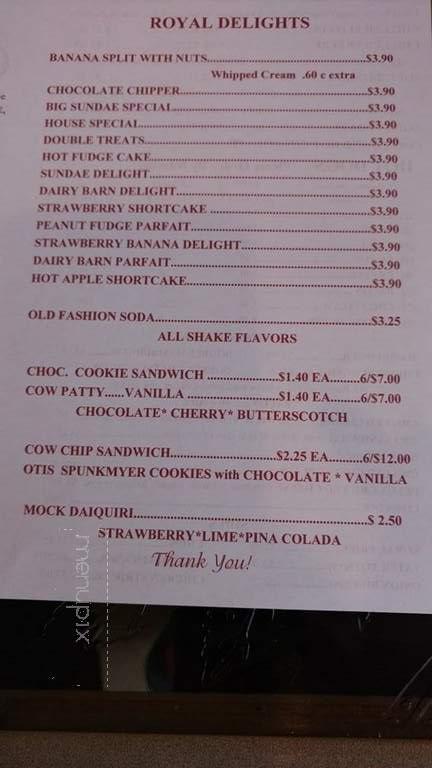 ROYAL DELIGHTS
BANANA SPLIT WITH NUTS..................................................$3.90
Whipped Cream .60 c extra
CHOCOLATE CHIPPER..........................................................$3.90
BIG SUNDAE SPECIAL............................................................$3.90
HOUSE SPECIAL......................................................................$3.90
DOUBLE TREATS......................................................................$3.90
HOT FUDGE CAKE....................................................................$3.90
SUNDAE DELIGHT....................................................................$3.90
DAIRY BARN DELIGHT............................................................$3.90
STRAWBERRY SHORTCAKE ..................................................$3.90
PEANUT FUDGE PARFAIT........................................................$3.90
STRAWBERRY BANANA DELIGHT..........................................$3.90
DAIRY BARN PARFAIT..............................................................$3.90
HOT APPLE SHORTCAKE..........................................................$3.90
OLD FASHION SODA..................................................................$3.25
ALL SHAKE FLAVORS
CHOC. COOKIE SANDWICH ......................$1.40 EA.........6/$7.00
COW PATTY......VANILLA ............................$1.40 EA.........6/$7.00
CHOCOLATE* CHERRY* BUTTERSCOTCH
COW CHIP SANDWICH................................$2.25 EA.........6/$12.00
OTIS SPUNKMYER COOKIES with CHOCOLATE * VANILLA
MOCK DAIQUIRI........................................................................$ 2.50
STRAWBERRY*LIME*PINA COLADA
Thank You!
menupix